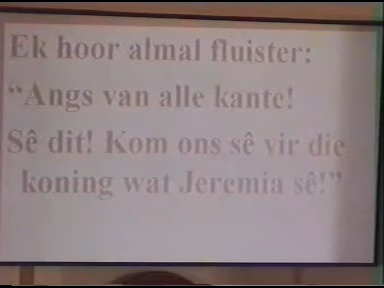 Ek hoor almal fluister:
“Angs van alle kante!
Sê dit! Kom ons sê vir die
koning wat Jeremia sê!”